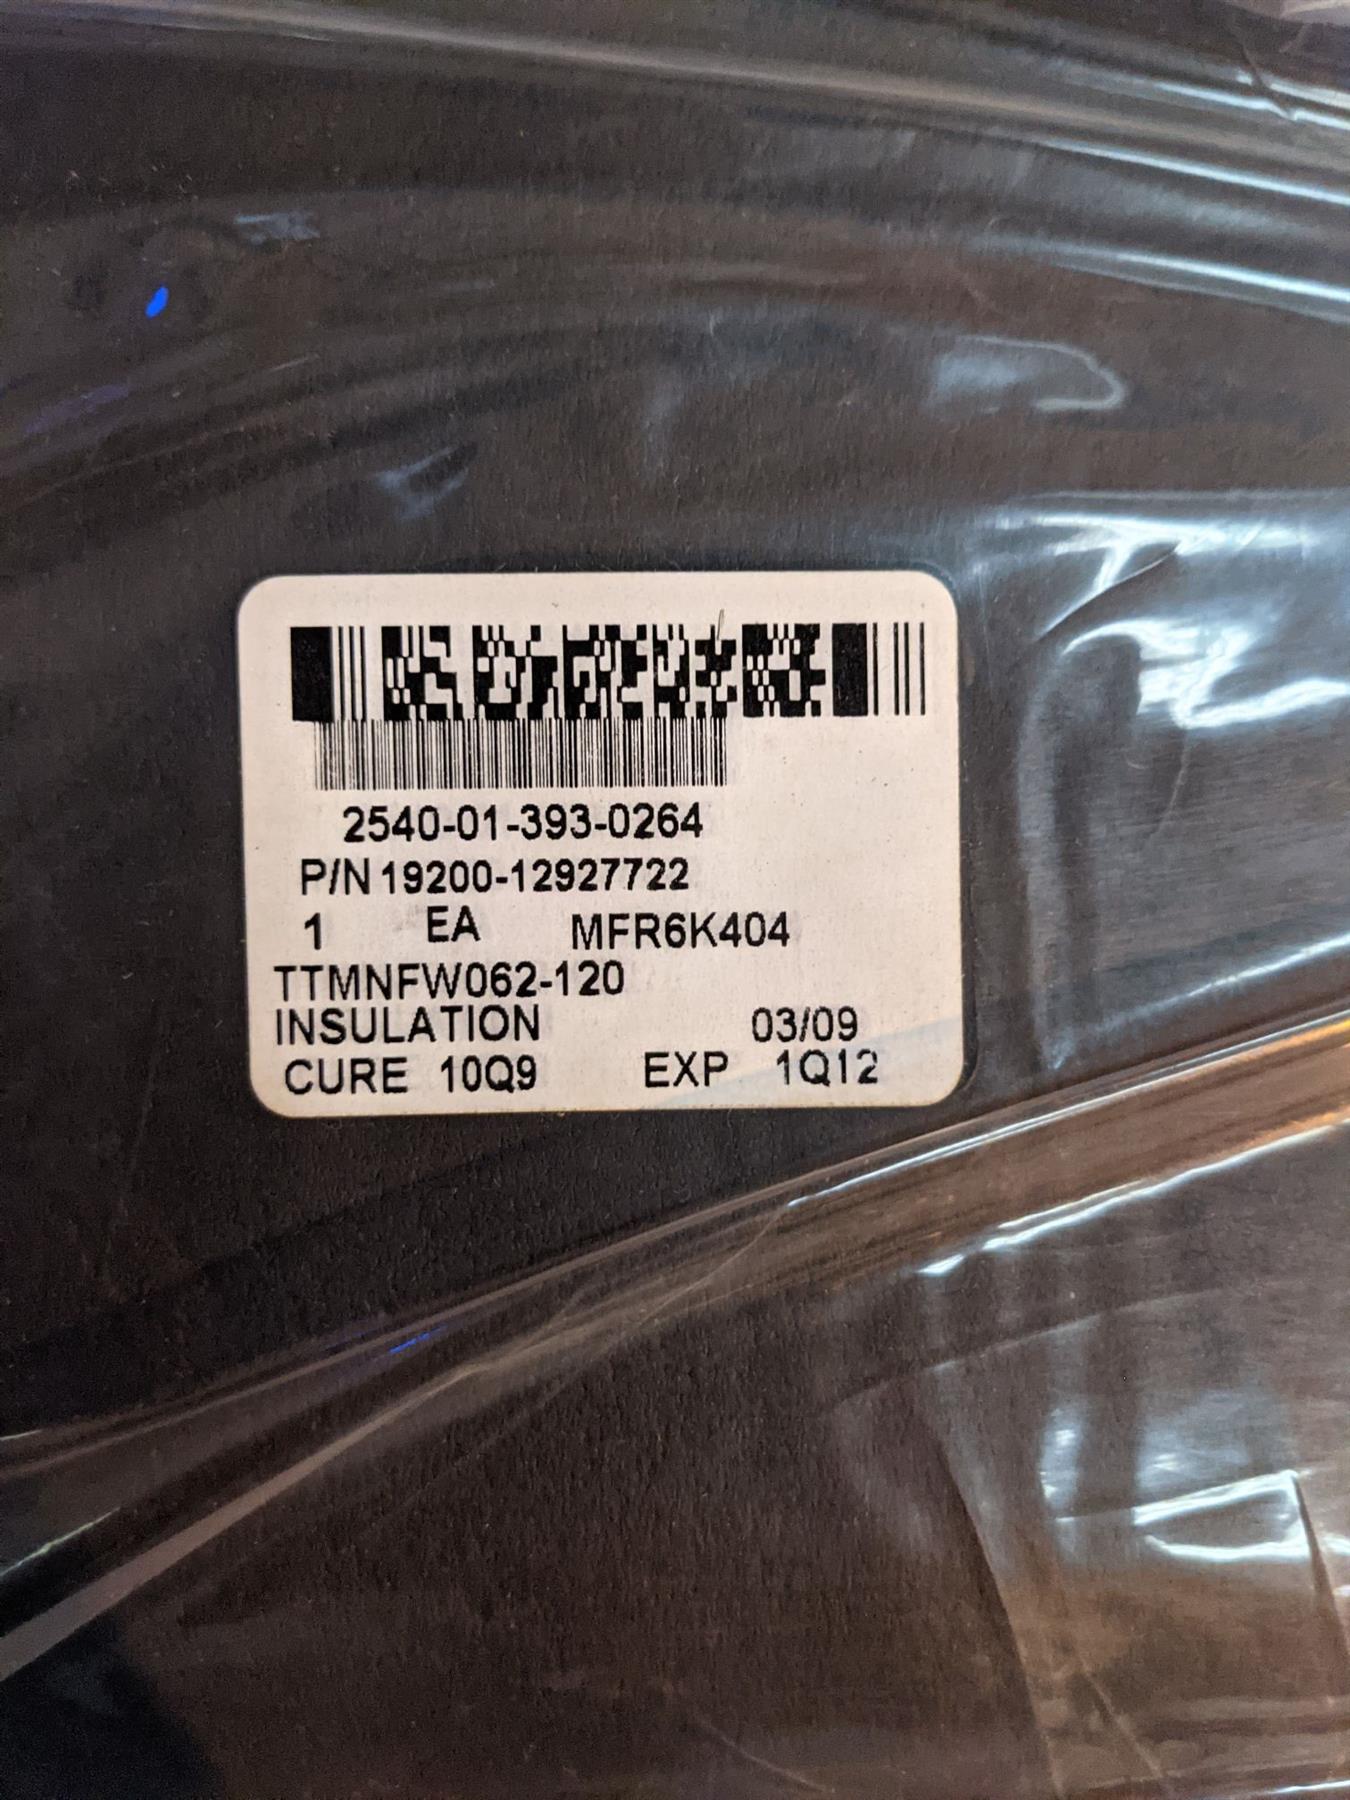 2540-01-393-0264
P/N 19200-12927722
1 EA MFR6K404
TTMNFW062-120
INSULATION 03/09
CURE 10Q9 EXP 1Q12